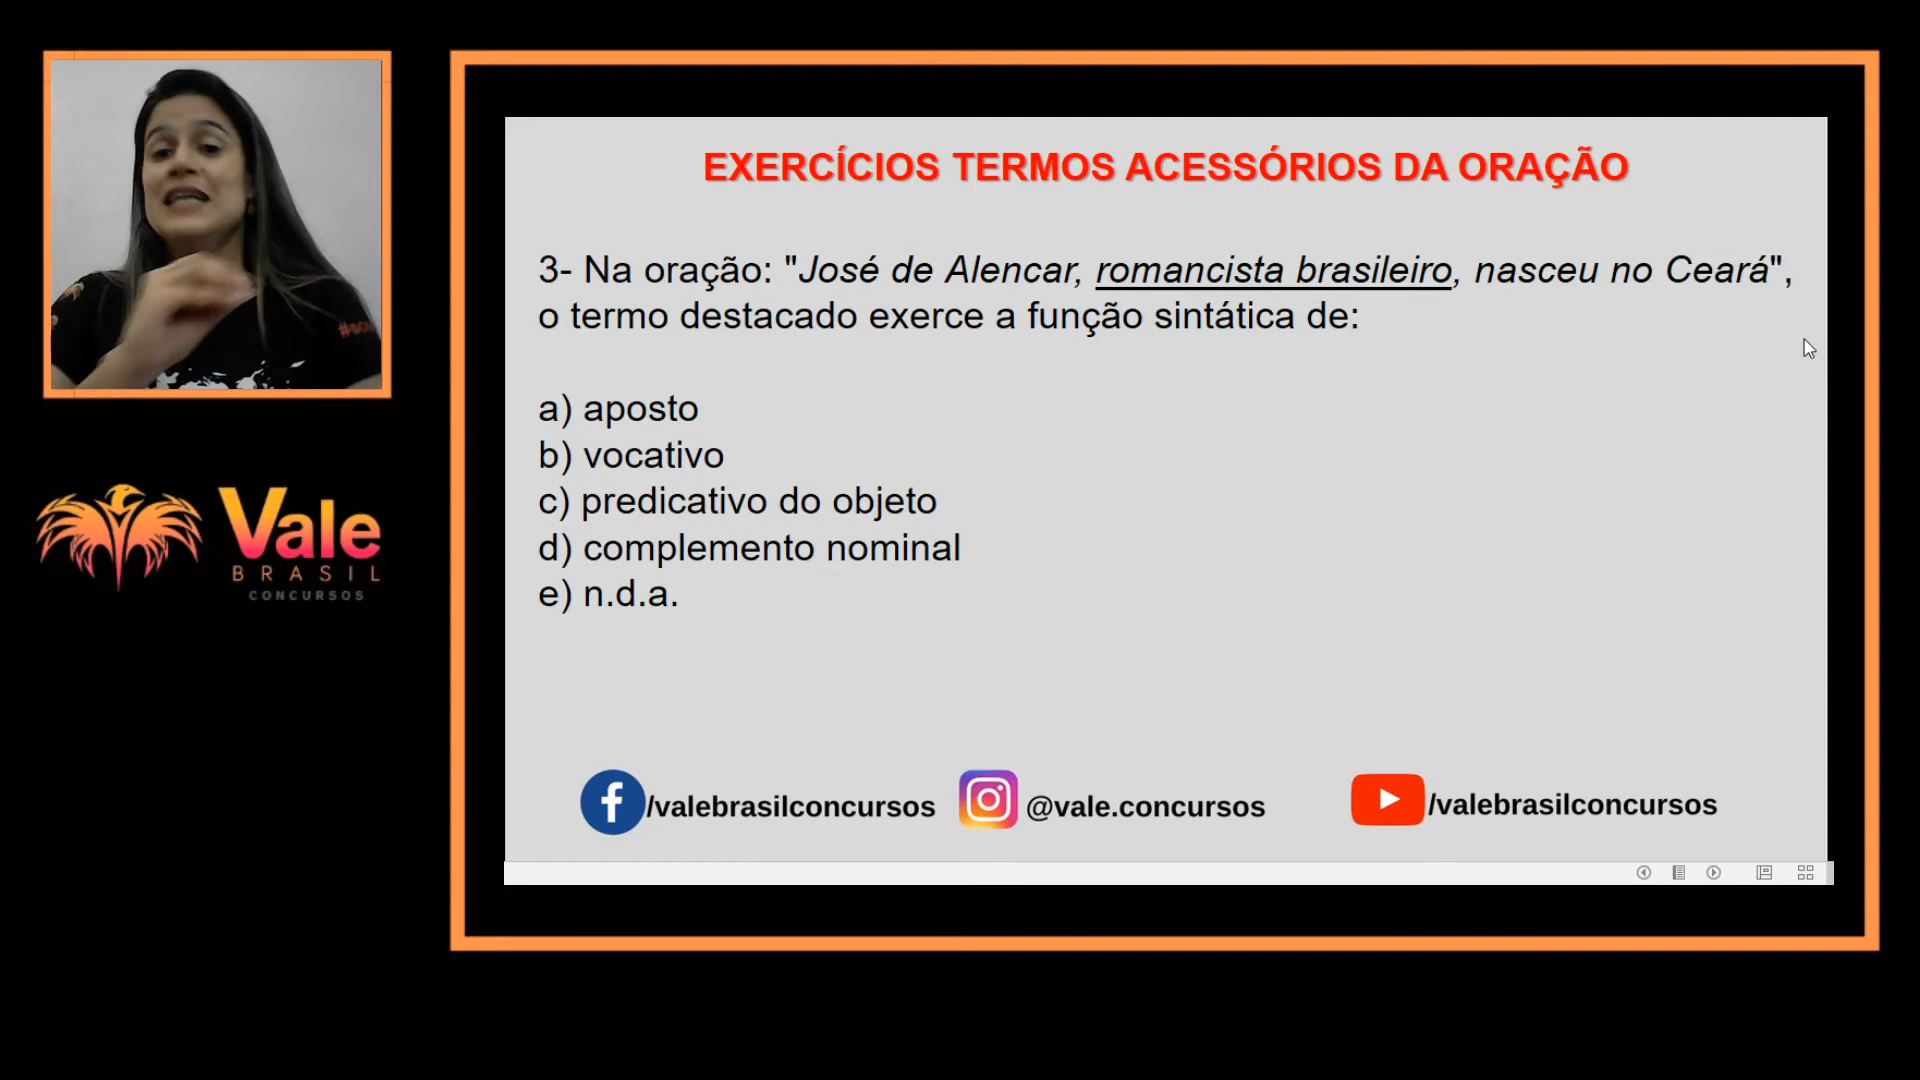 EXERCÍCIOS TERMOS ACESSÓRIOS DA ORAÇÃO
3- Na oração: "José de Alencar, romancista brasileiro, nasceu no Ceará",
o termo destacado exerce a função sintática de:
a) aposto
b) vocativo
c) predicativo do objeto
d) complemento nominal
e) n.d.a.
Vale
BRASIL
CONCURSOS
/valebrasilconcursos
@vale.concursos
/valebrasilconcursos